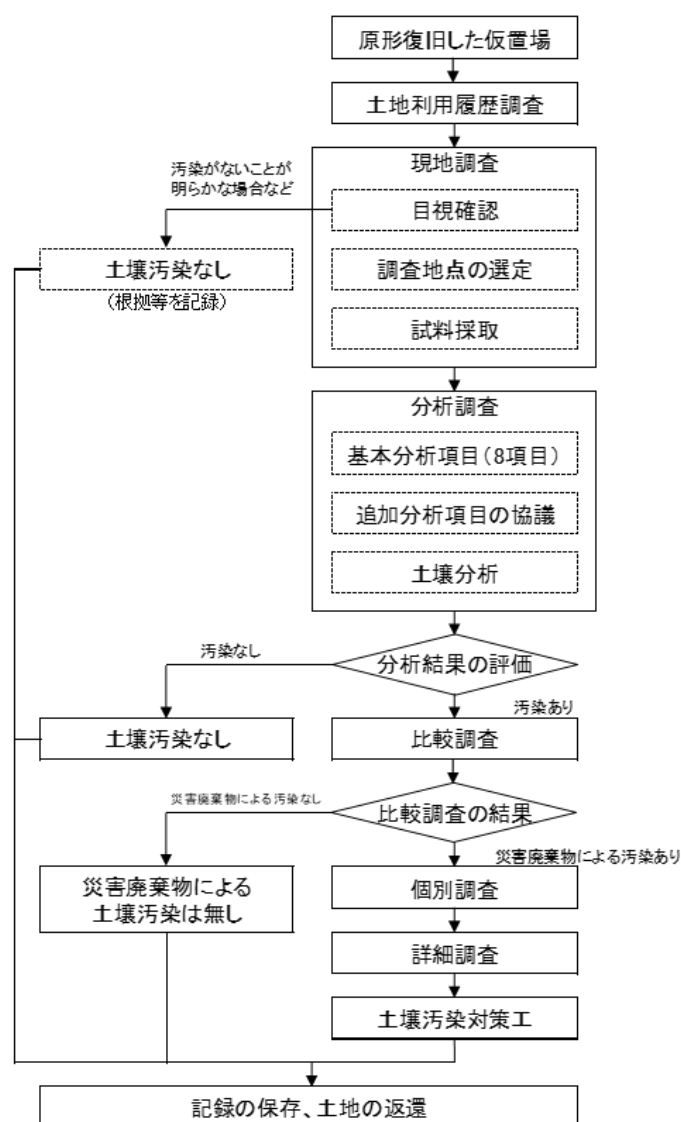 原形復旧した仮置場
土地利用履歴調査
現地調査
汚染がないことが
明らかな場合など
目視確認
土壌汚染なし
(根拠等を記録)
調査地点の選定
試料採取
分析調査
基本分析項目(8項目)
追加分析項目の協議
土壌分析
汚染なし
分析結果の評価
汚染あり
土壌汚染なし
比較調査
災害廃棄物による汚染なし
比較調査の結果
災害廃棄物による汚染あり
災害廃棄物による
土壌汚染は無し
個別調査
詳細調査
土壌汚染対策工
記録の保存、土地の返還